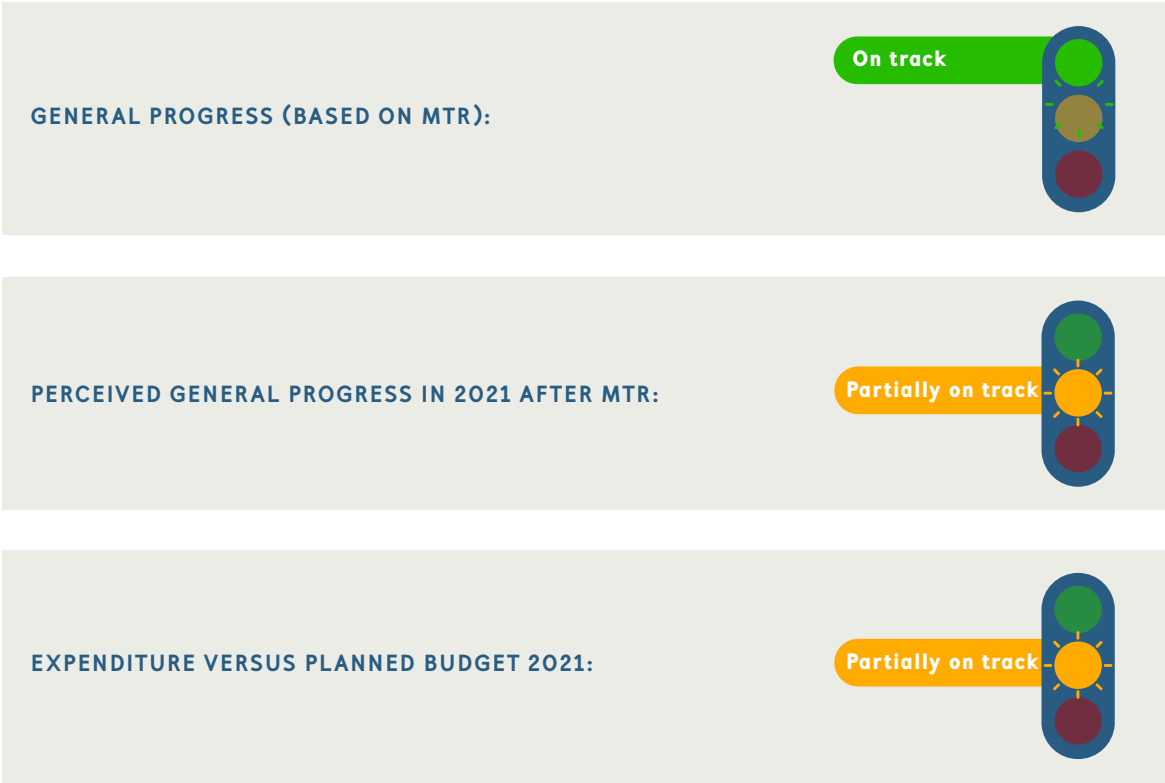 On track
GENERAL PROGRESS (BASED ON MTR):
PERCEIVED GENERAL PROGRESS IN 2021 AFTER MTR:
Partially on track
EXPENDITURE VERSUS PLANNED BUDGET 2021:
Partially on track